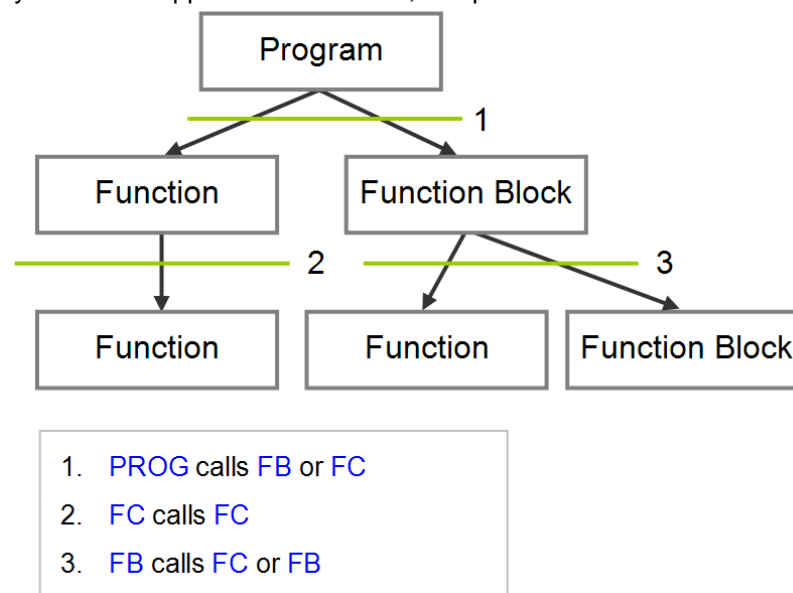 Program
1
Function Function Block
2 3
Function Function Function Block
1. PROG calls FB or FC
2. FC calls FC
3. FB calls FC or FB